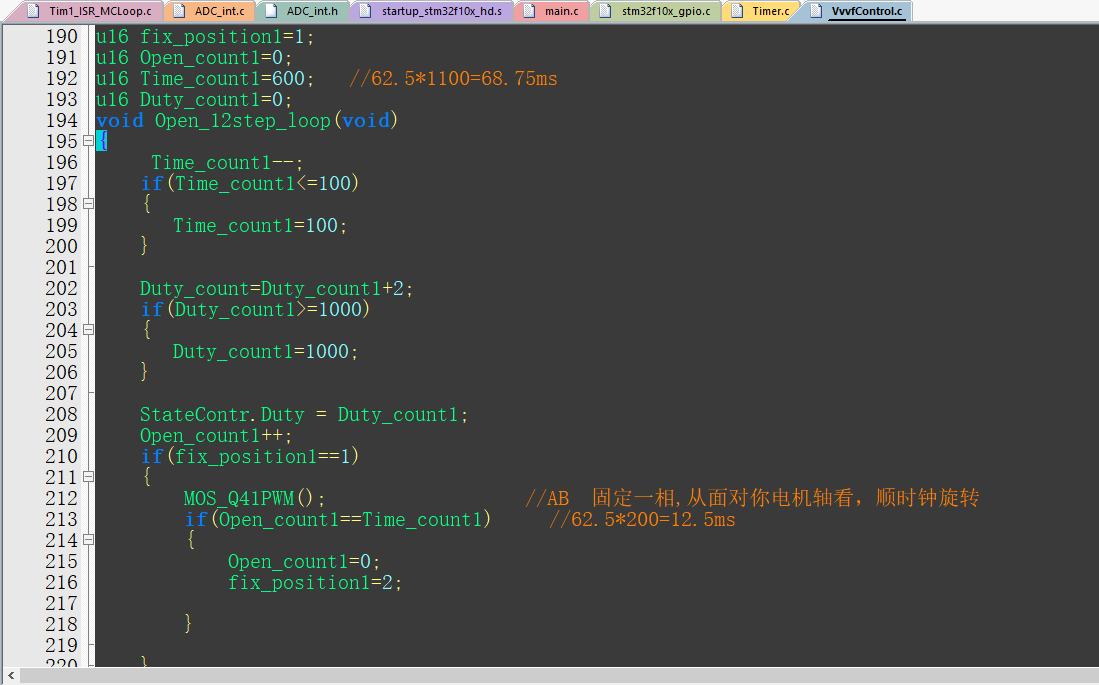 Tim1_ISR_MCLoop.c ADC_int.c ADC_int.h startup_stm32f10x_hd.s main.c stm32f10x_gpio.c Timer.c VvvfControl.c
190 u16 fix_position1=1;
191 u16 Open_count1=0;
192 u16 Time_count1=600; //62.5*1100=68.75ms
193 u16 Duty_count1=0;
194 void Open_12step_loop(void)
195 {
196 Time_count1--;
197 if(Time_count1<=100)
198 {
199 Time_count1=100;
200 }
201
202 Duty_count=Duty_count1+2;
203 if(Duty_count1>=1000)
204 {
205 Duty_count1=1000;
206 }
207
208 StateContr.Duty = Duty_count1;
209 Open_count1++;
210 if(fix_position1==1)
211 {
212 MOS_Q41PWM(); //AB 固定一相,从面对你电机轴看，顺时钟旋转
213 if(Open_count1==Time_count1) //62.5*200=12.5ms
214 {
215 Open_count1=0;
216 fix_position1=2;
217
218 }
219
220 }